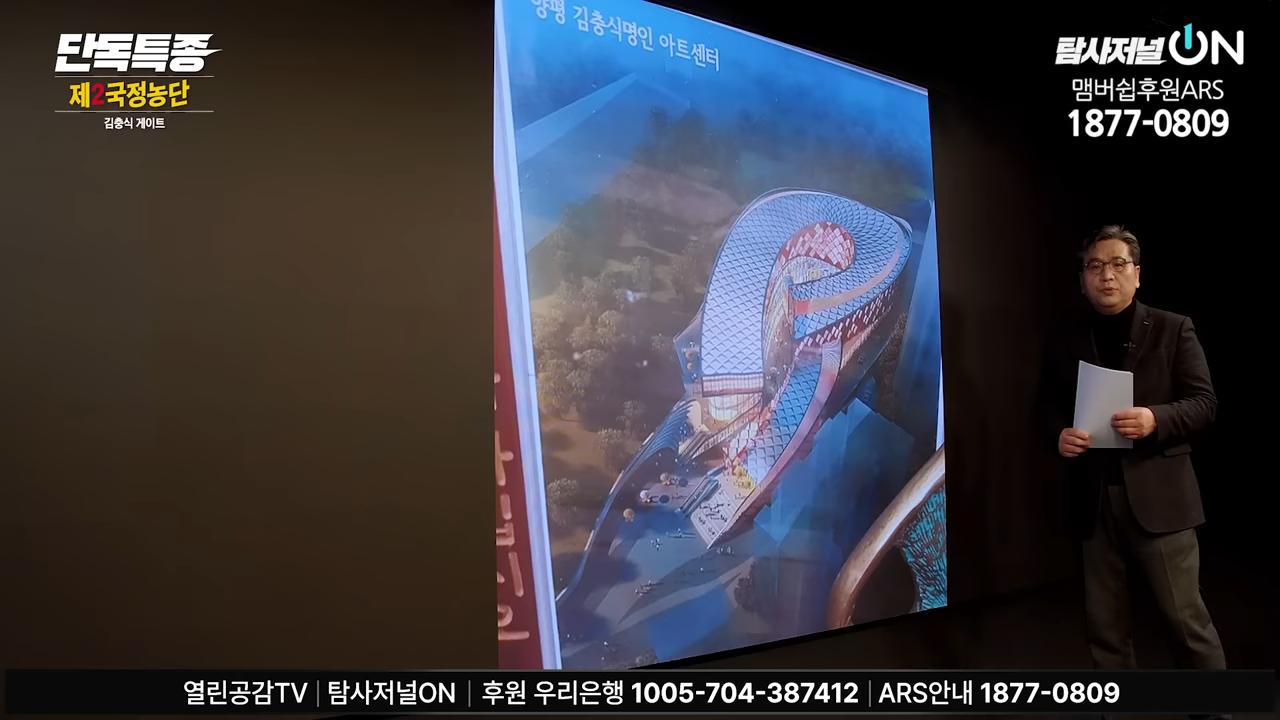 단독특종
제2국정농단
김충식 게이트
양평 김충식명인 아트센터
탐사저널ON
맴버쉽후원ARS
1877-0809
열린공감TV | 탐사저널ON | 후원 우리은행 1005-704-387412 | ARS안내 1877-0809